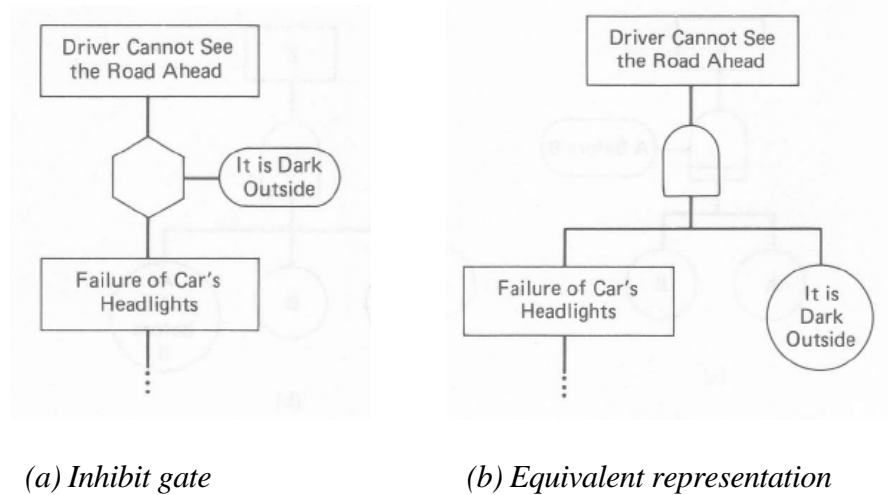 Driver Cannot See
the Road Ahead
It is Dark
Outside
Failure of Car's
Headlights
Driver Cannot See
the Road Ahead
Failure of Car's
Headlights
It is
Dark
Outside
(a) Inhibit gate
(b) Equivalent representation